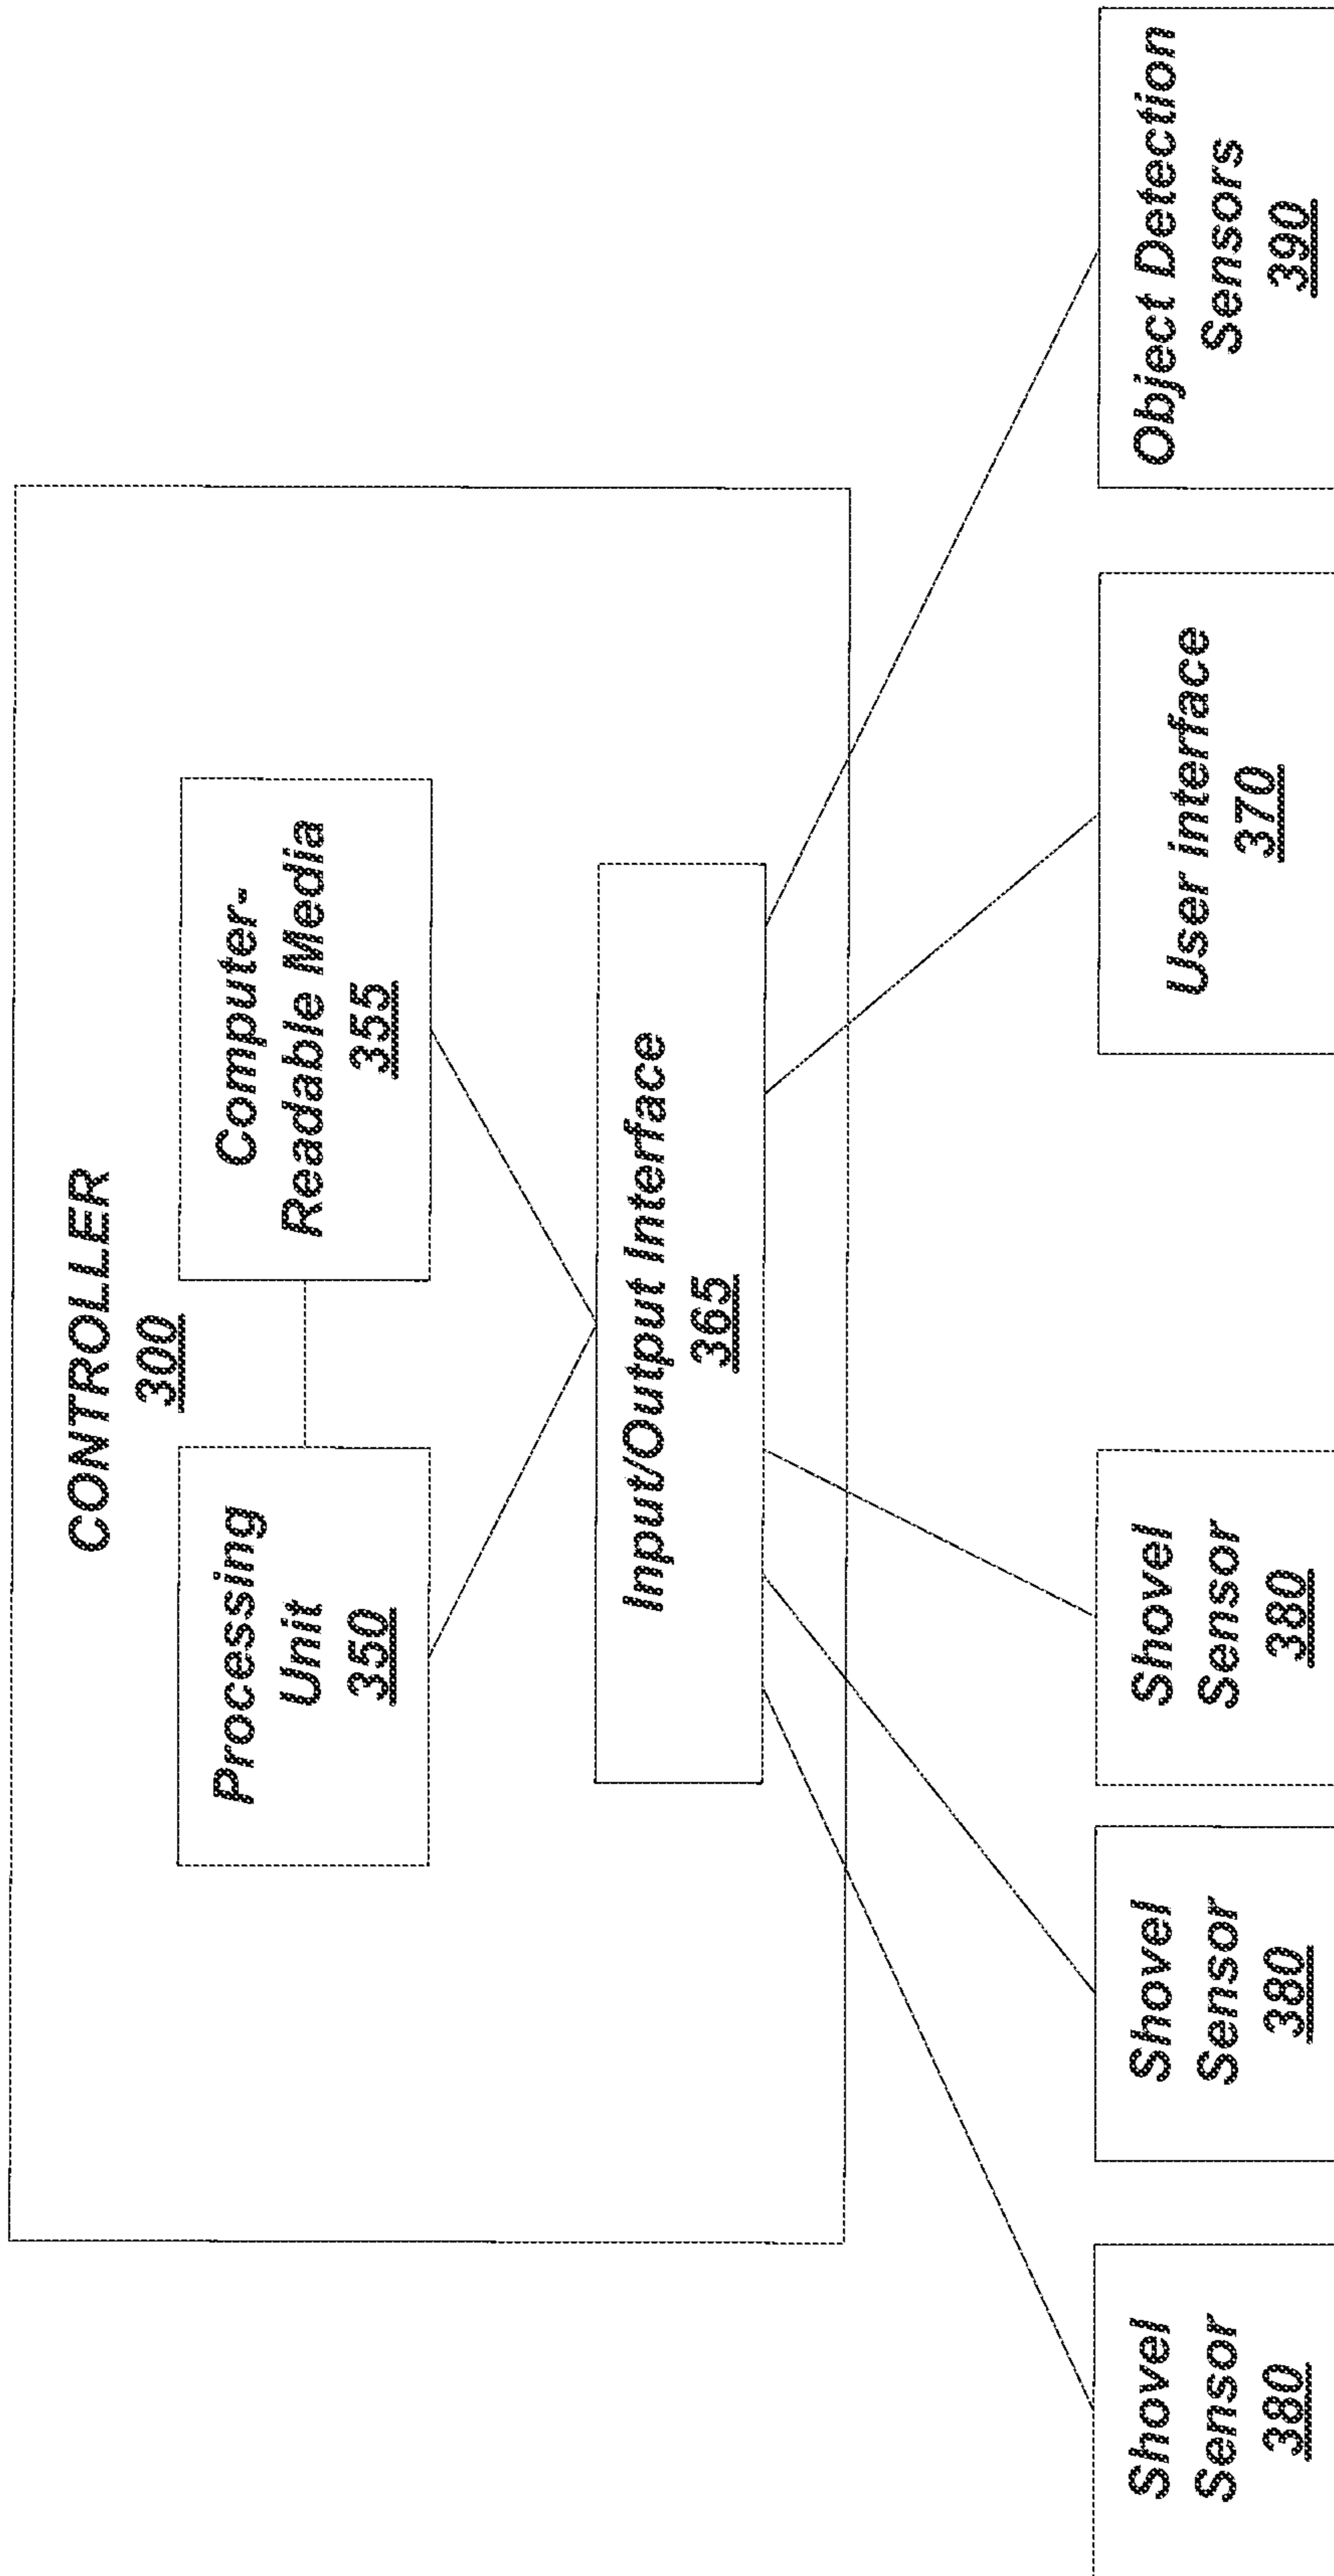 CONTROLLER
300
Processing
Unit
350
Computer-
Readable Media
355
Input/Output Interface
365
Shovel
Sensor
380
Shovel
Sensor
380
Shovel
Sensor
380
User Interface
370
Object Detection
Sensors
390